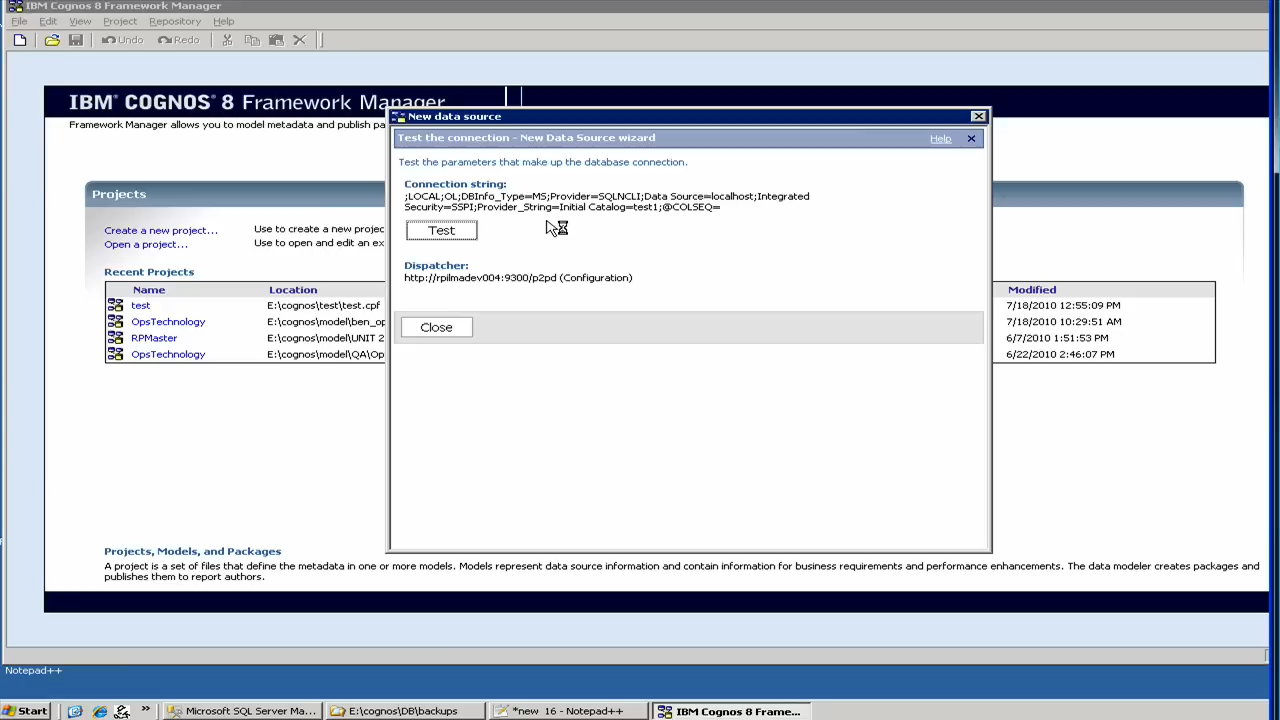 IBM Cognos 8 Framework Manager
File Edit View Project Repository Help
Undo Redo
IBM® COGNOS® 8 Framework Manager
Framework Manager allows you to model metadata and publish pa
Projects
Create a new project... Use to create a new projec
Open a project... Use to open and edit an ex
Recent Projects
Name Location Modified
test E:\cognos\test\test.cpf 7/18/2010 12:55:09 PM
OpsTechnology E:\cognos\model\ben_op 7/18/2010 10:29:51 AM
RPMaster E:\cognos\model\UNIT 2 6/7/2010 1:51:53 PM
OpsTechnology E:\cognos\model\QA\Op 6/22/2010 2:46:07 PM
New data source
Test the connection - New Data Source wizard Help
Test the parameters that make up the database connection.
Connection string:
;LOCAL;OL;DBInfo_Type=MS;Provider=SQLNCLI;Data Source=localhost;Integrated
Security=SSPI;Provider_String=Initial Catalog=test1;@COLSEQ=
Test
Dispatcher:
http://rpilmadev004:9300/p2pd (Configuration)
Close
Projects, Models, and Packages
A project is a set of files that define the metadata in one or more models. Models represent data source information and contain information for business requirements and performance enhancements. The data modeler creates packages and
publishes them to report authors.
Notepad++
Start » Microsoft SQL Server Ma... E:\cognos\DB\backups *new 16 - Notepad++ IBM Cognos 8 Frame...